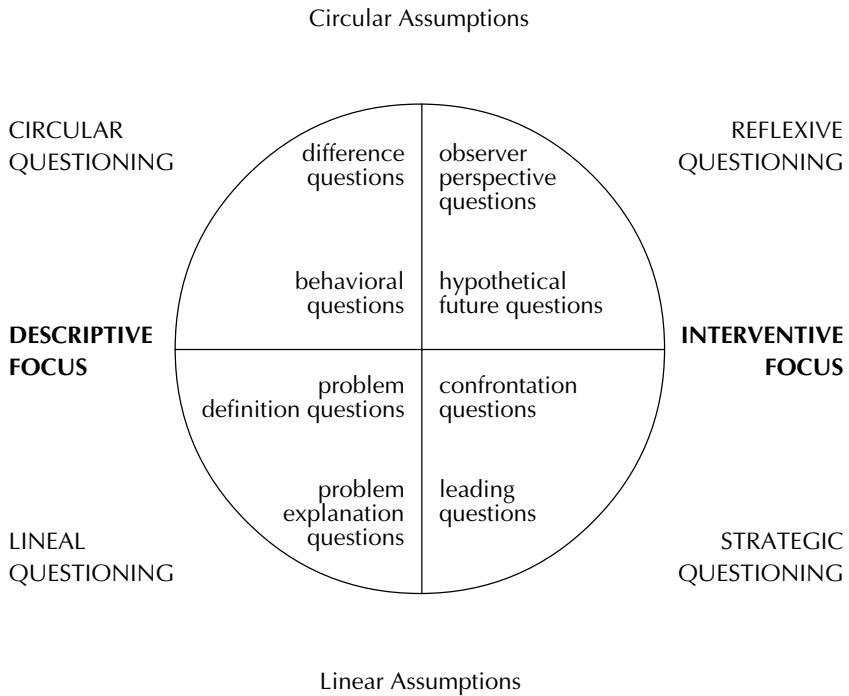 Circular Assumptions
CIRCULAR
QUESTIONING
REFLEXIVE
QUESTIONING
difference
questions
observer
perspective
questions
behavioral
questions
hypothetical
future questions
DESCRIPTIVE
FOCUS
INTERVENTIVE
FOCUS
problem
definition questions
confrontation
questions
problem
explanation
questions
leading
questions
LINEAL
QUESTIONING
STRATEGIC
QUESTIONING
Linear Assumptions